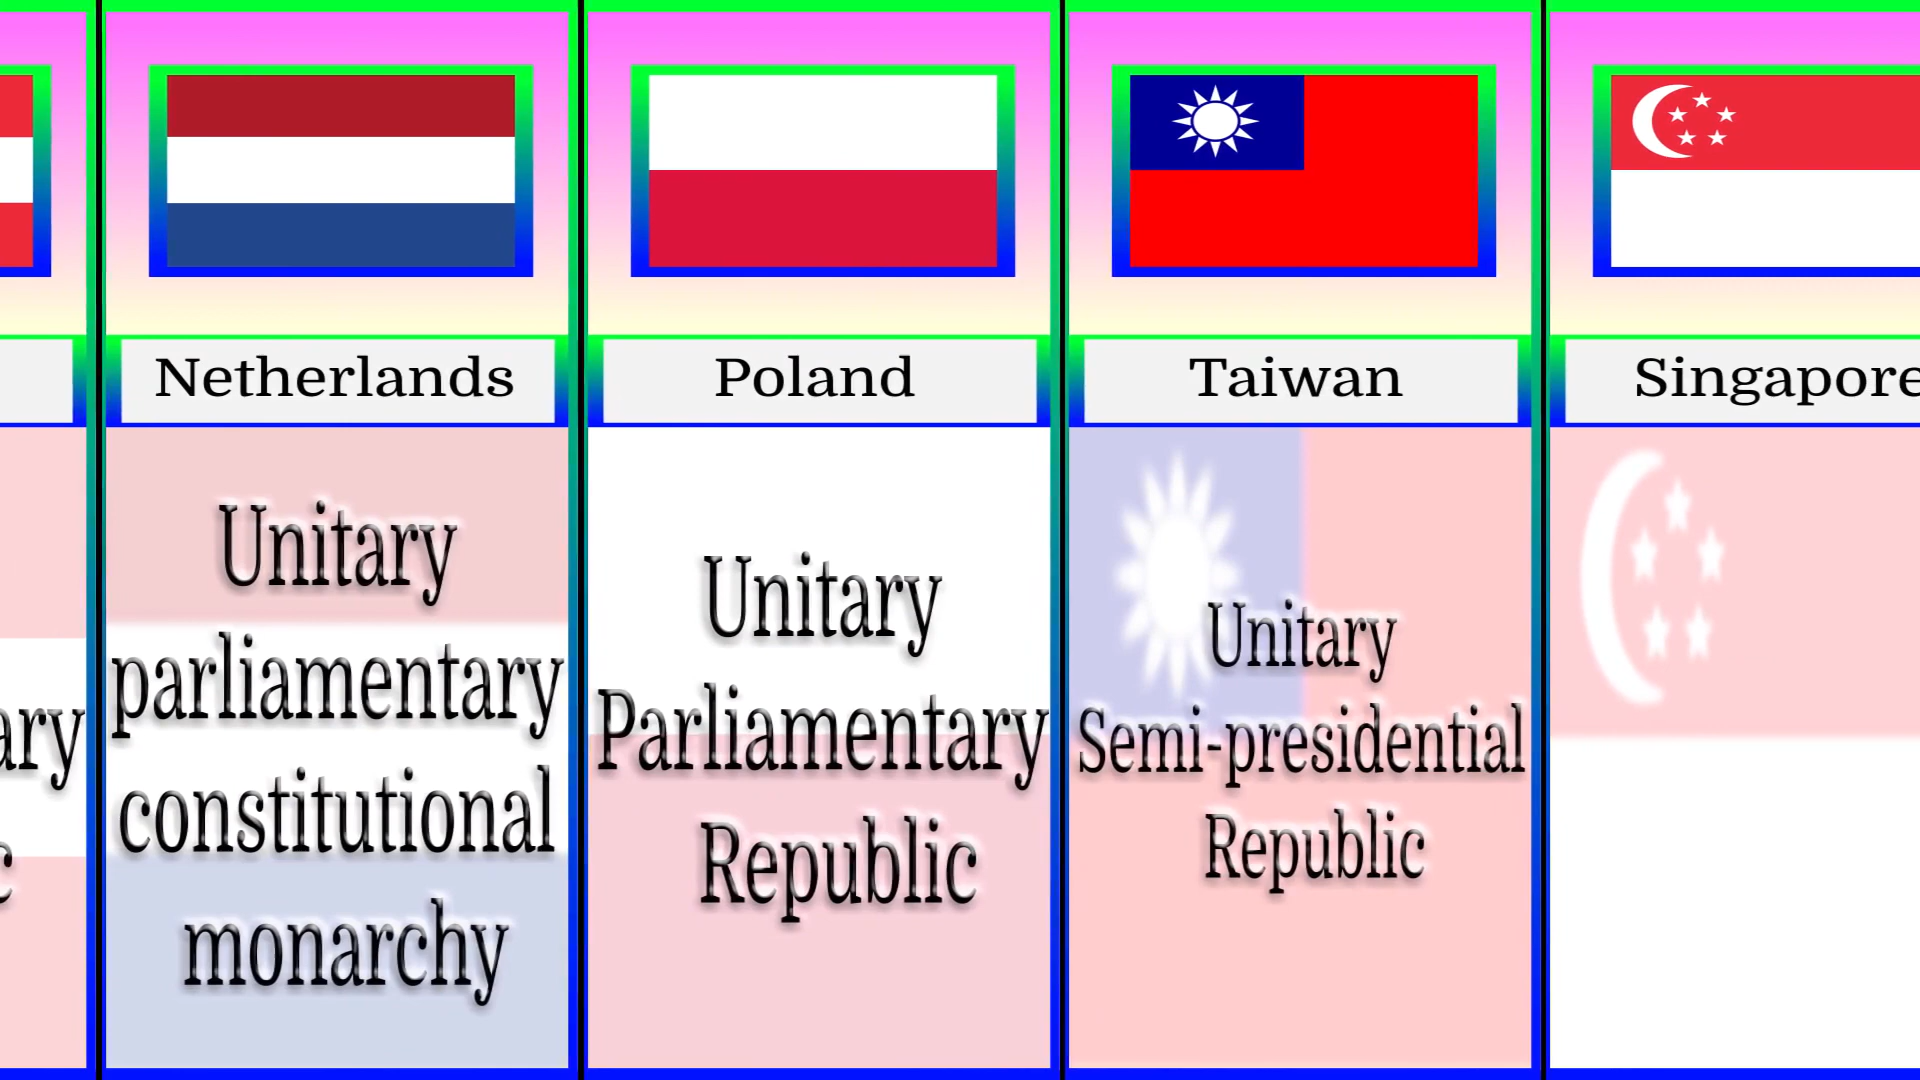 Netherlands
Unitary
parliamentary
constitutional
monarchy
Poland
Unitary
Parliamentary
Republic
Taiwan
Unitary
Semi-presidential
Republic
Singapore